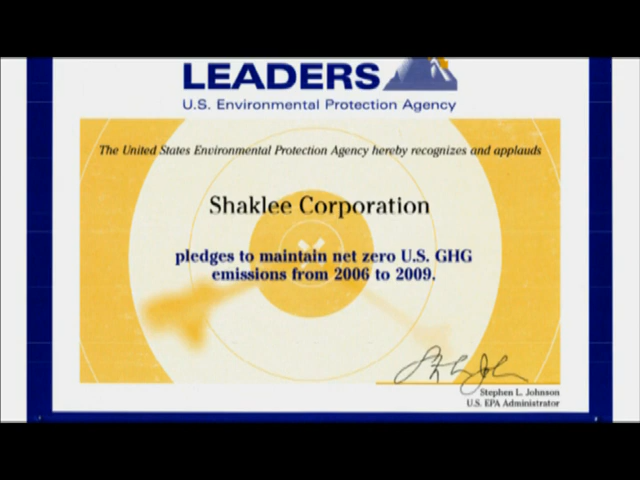 LEADERS
U.S. Environmental Protection Agency
The United States Environmental Protection Agency hereby recognizes and applauds
Shaklee Corporation
pledges to maintain net zero U.S. GHG
emissions from 2006 to 2009.
Stephen L. Johnson
U.S. EPA Administrator